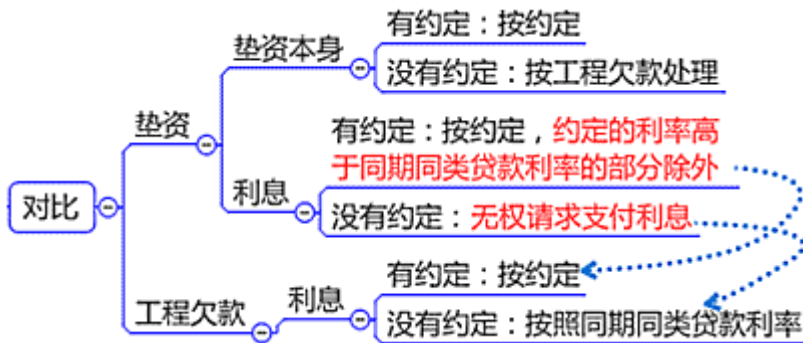 有约定：按约定
垫资本身
没有约定：按工程欠款处理
垫资
有约定：按约定，约定的利率高
于同期同类贷款利率的部分除外
利息
没有约定：无权请求支付利息
对比
有约定：按约定
工程欠款
利息
没有约定：按照同期同类贷款利率